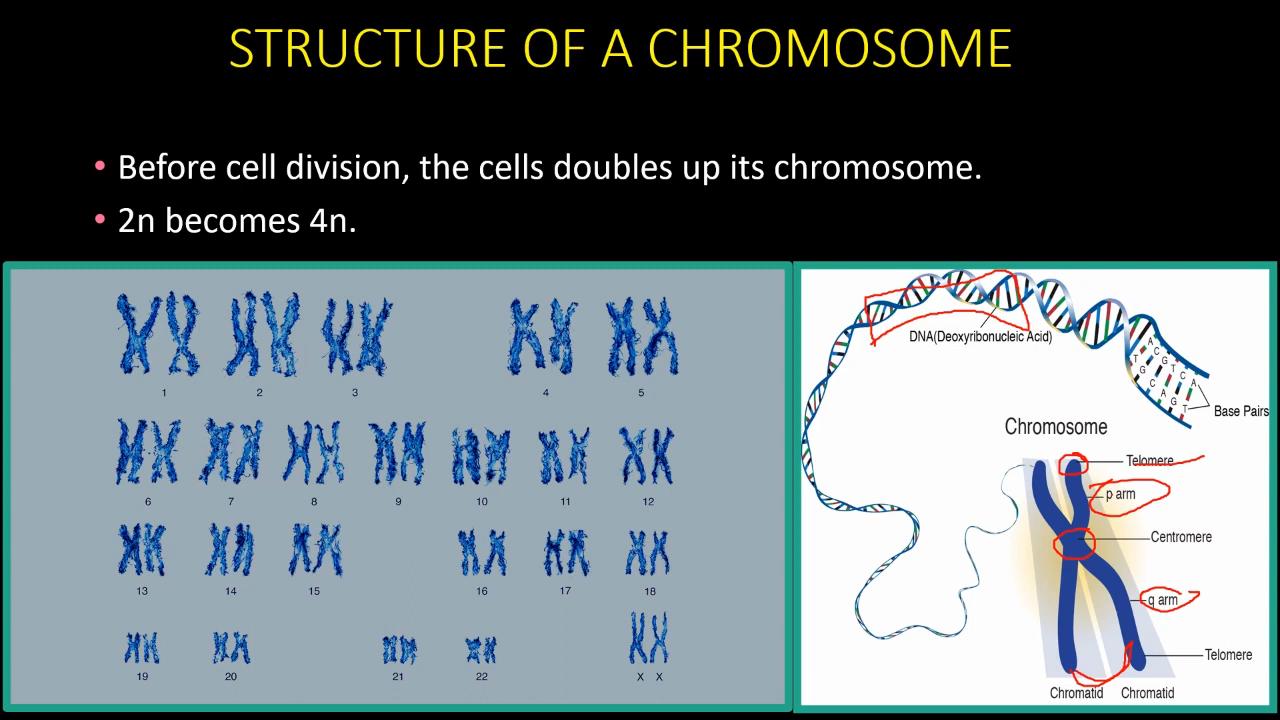 STRUCTURE OF A CHROMOSOME
• Before cell division, the cells doubles up its chromosome.
• 2n becomes 4n.
1 2 3 4 5
6 7 8 9 10 11 12
13 14 15 16 17 18
19 20 21 22 X X
DNA(Deoxyribonucleic Acid)
A
C
T G
G T
C C
A A
G
T
Base Pairs
Chromosome
Telomere
p arm
Centromere
q arm
Telomere
Chromatid Chromatid